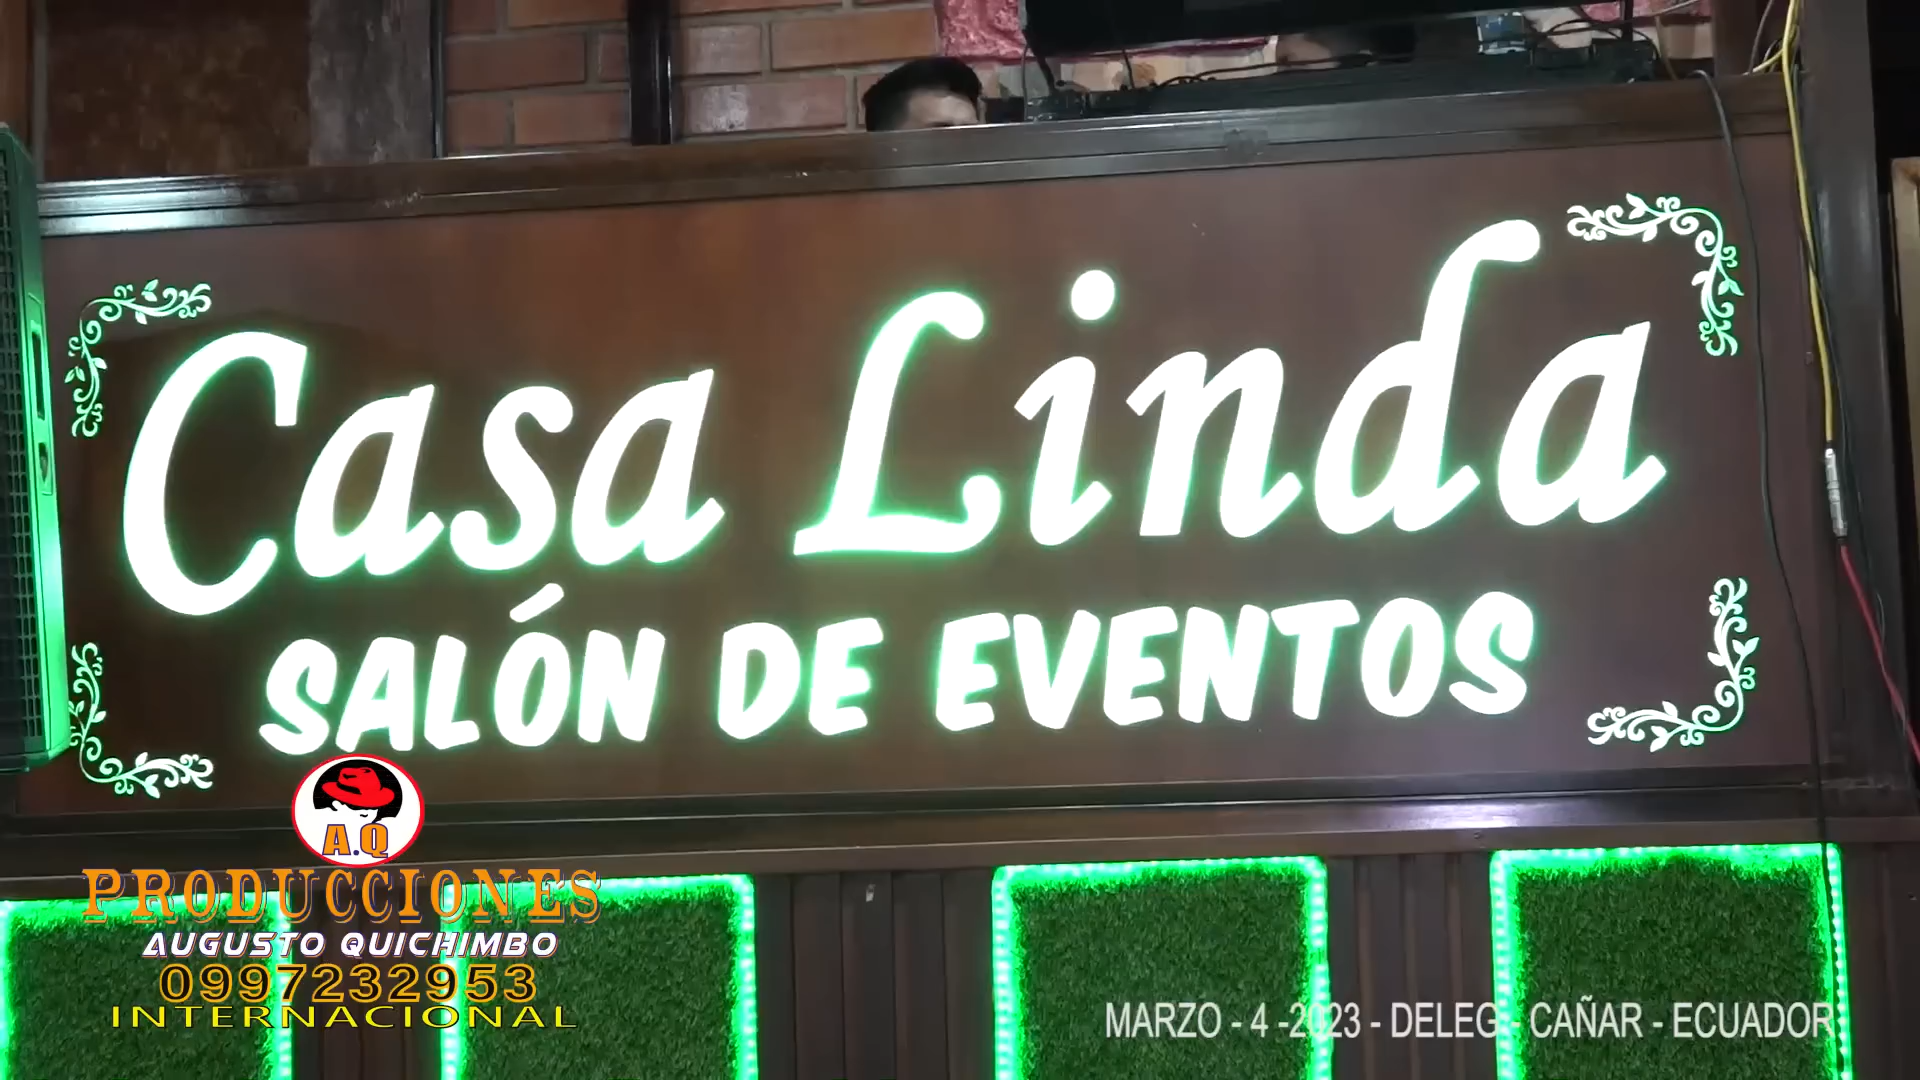 Casa Linda
SALÓN DE EVENTOS
A.Q
PRODUCCIONES
AUGUSTO QUICHIMBO
0997232953
INTERNACIONAL
MARZO - 4 -2023 - DELEG - CAÑAR - ECUADOR